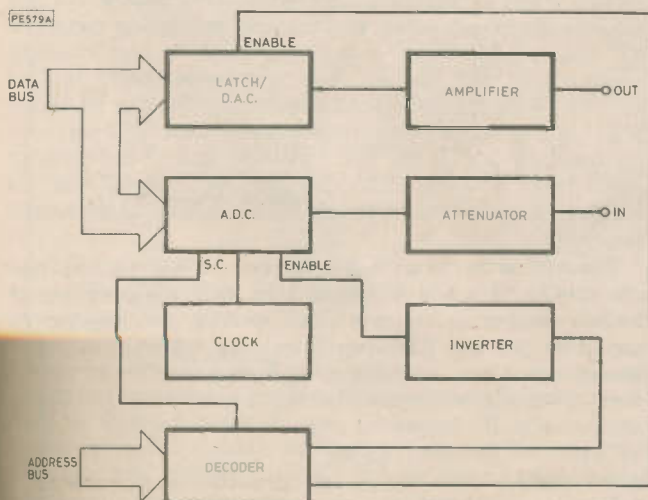 PE579A
ENABLE
DATA
BUS
LATCH/
D.A.C.
AMPLIFIER
OUT
A.D.C.
ATTENUATOR
IN
S.C.
ENABLE
CLOCK
INVERTER
ADDRESS
BUS
DECODER